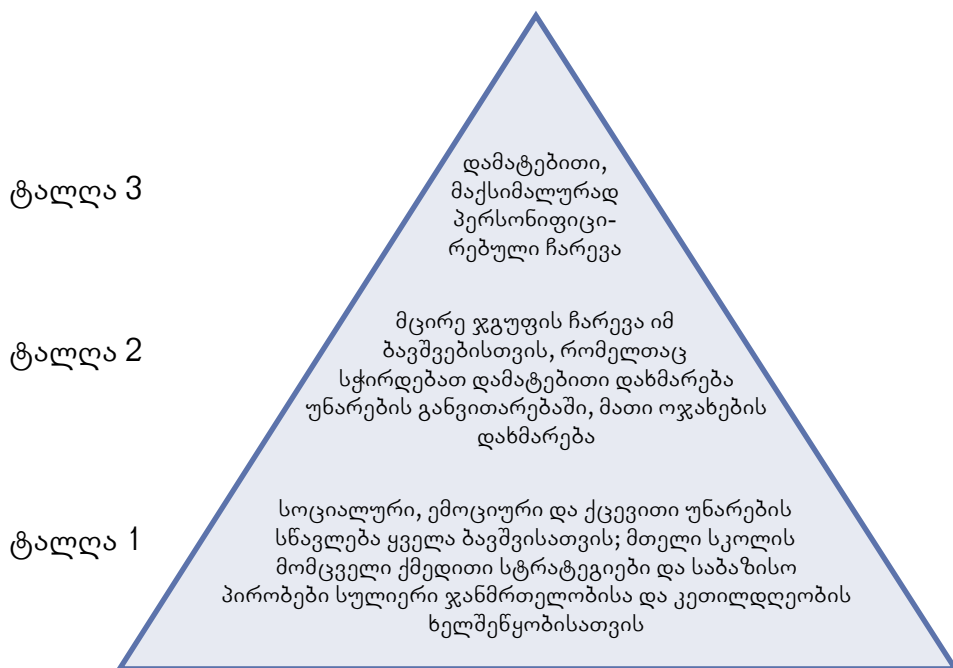 ტალღა 3
დამატებითი,
მაქსიმალურად
პერსონიფიცი-
რებული ჩარევა
ტალღა 2
მცირე ჯგუფის ჩარევა იმ
ბავშვებისთვის, რომელთაც
სჭირდებათ დამატებითი დახმარება
უნარების განვითარებაში, მათი ოჯახების
დახმარება
ტალღა 1
სოციალური, ემოციური და ქცევითი უნარების
სწავლება ყველა ბავშვისათვის; მთელი სკოლის
მომცველი ქმედითი სტრატეგიები და საბაზისო
პირობები სულიერი ჯანმრთელობისა და კეთილდღეობის
ხელშეწყობისათვის